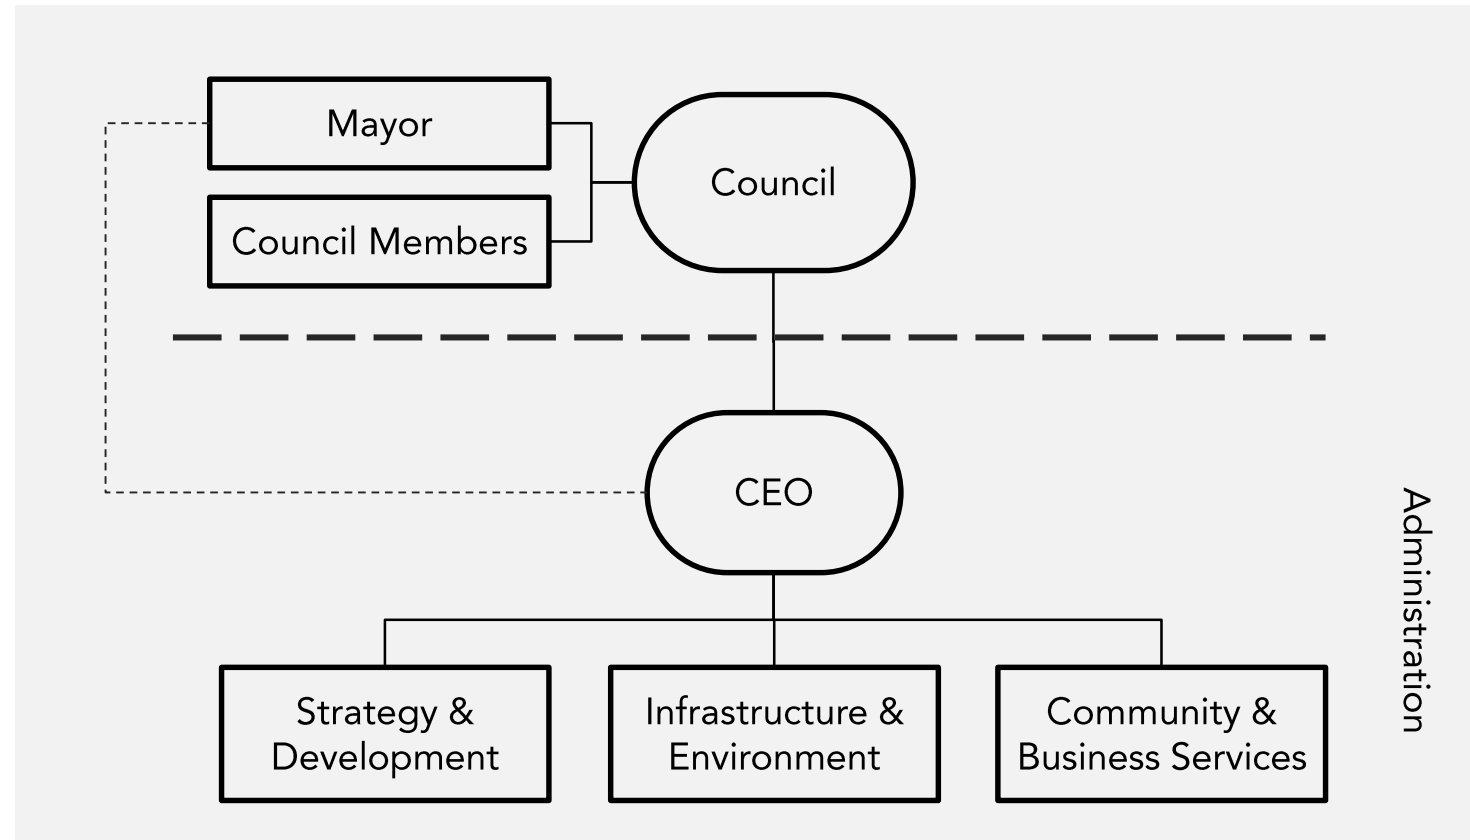 Mayor
Council Members
Council
CEO
Administration
Strategy &
Development
Infrastructure &
Environment
Community &
Business Services